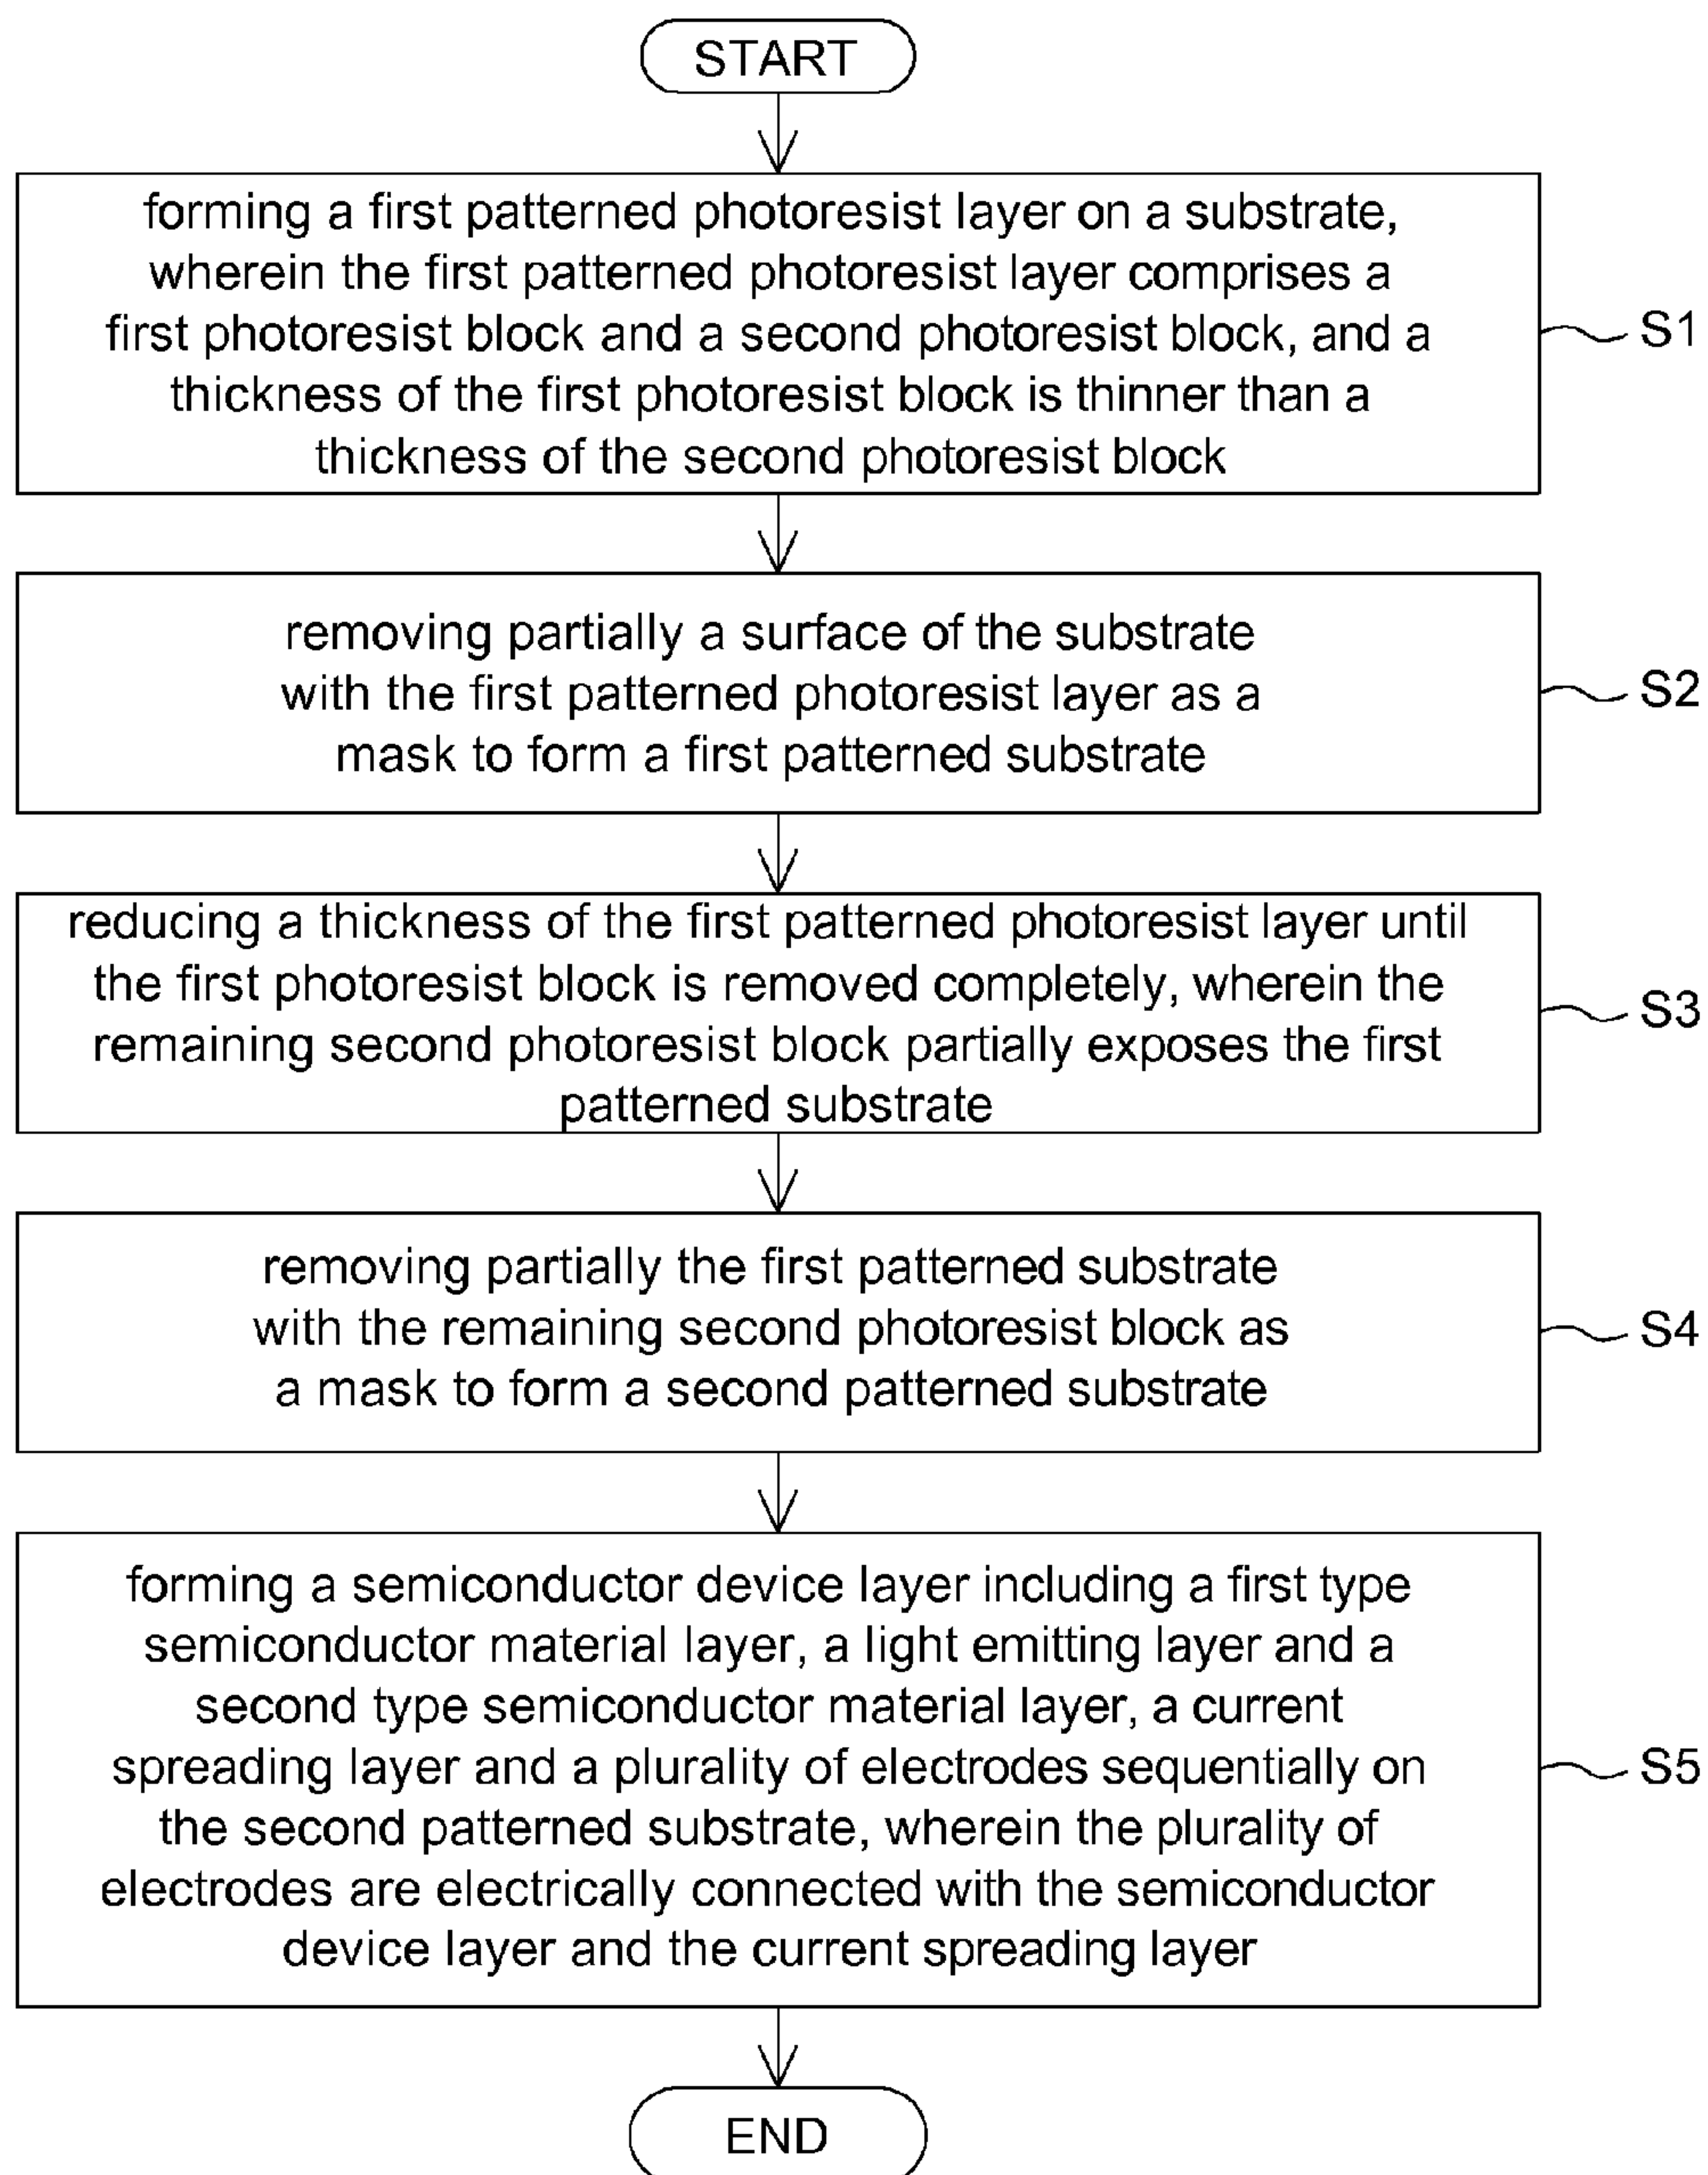 START
forming a first patterned photoresist layer on a substrate,
wherein the first patterned photoresist layer comprises a
first photoresist block and a second photoresist block, and a
thickness of the first photoresist block is thinner than a
thickness of the second photoresist block
S1
removing partially a surface of the substrate
with the first patterned photoresist layer as a
mask to form a first patterned substrate
S2
reducing a thickness of the first patterned photoresist layer until
the first photoresist block is removed completely, wherein the
remaining second photoresist block partially exposes the first
patterned substrate
S3
removing partially the first patterned substrate
with the remaining second photoresist block as
a mask to form a second patterned substrate
S4
forming a semiconductor device layer including a first type
semiconductor material layer, a light emitting layer and a
second type semiconductor material layer, a current
spreading layer and a plurality of electrodes sequentially on
the second patterned substrate, wherein the plurality of
electrodes are electrically connected with the semiconductor
device layer and the current spreading layer
S5
END